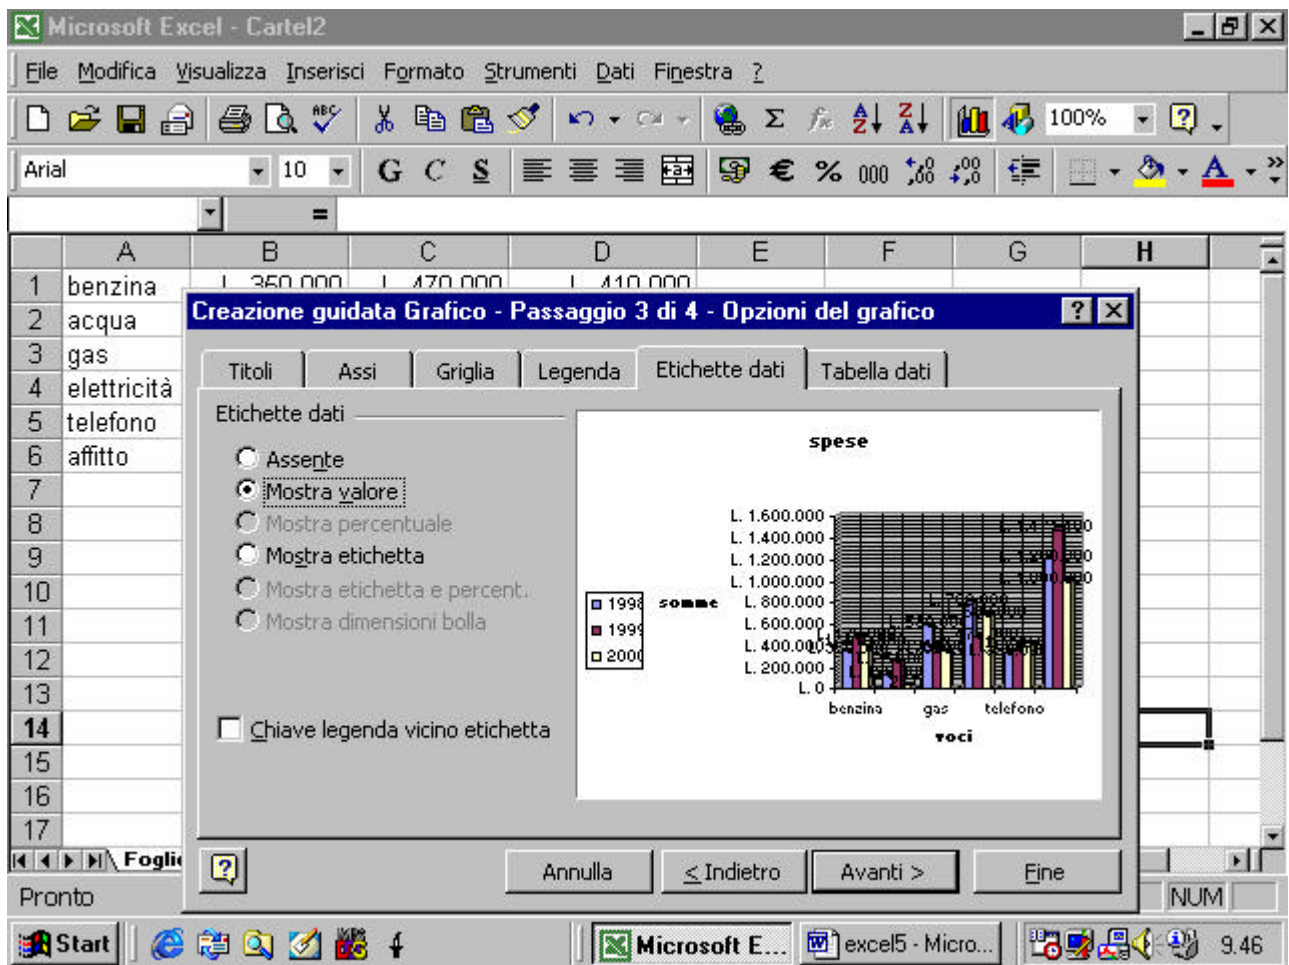 Microsoft Excel - Cartel2
File Modifica Visualizza Inserisci Formato Strumenti Dati Finestra ?
ABC Σ fx A Z Z A 100% ?
Arial 10 G C S a € % 000 A »
=
A B C D E F G H
1 benzina L. 350.000 L. 470.000 L. 410.000
Creazione guidata Grafico - Passaggio 3 di 4 - Opzioni del grafico ?
2 acqua
3 gas
4 elettricità
5 telefono
6 affitto
7
8
9
10
11
12
13
14
15
16
17
Titoli Assi Griglia Legenda Etichette dati Tabella dati
Etichette dati
Assente
Mostra valore
Mostra percentuale
Mostra etichetta
Mostra etichetta e percent.
Mostra dimensioni bolla
Chiave legenda vicino etichetta
spese
L. 1.600.000
L. 1.400.000
L. 1.200.000
L. 1.000.000
L. 800.000
L. 600.000
L. 400.000
L. 200.000
L. 0
somme
1998
1999
2000
benzina gas telefono
voci
Foglio
? Annulla < Indietro Avanti > Fine
Pronto NUM
Start Microsoft E... excel5 - Micro... 9.46